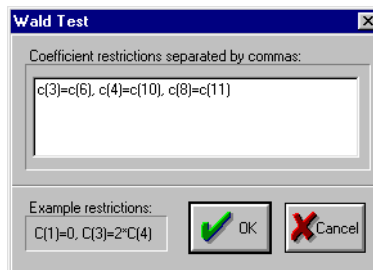 Wald Test
Coefficient restrictions separated by commas:
c(3)=c(6), c(4)=c(10), c(8)=c(11)
Example restrictions:
C(1)=0, C(3)=2*C(4)
OK
Cancel